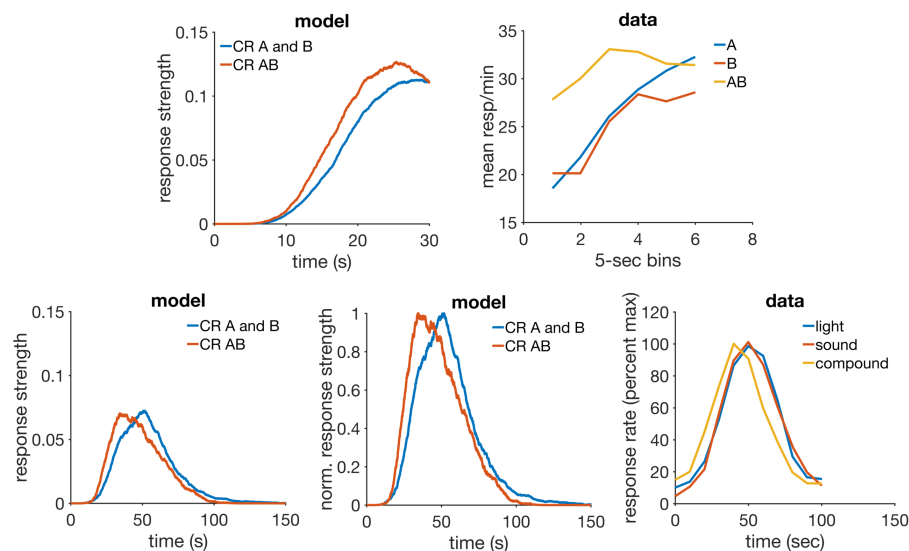 model
0.15
0.1
0.05
0
response strength
CR A and B
CR AB
0 10 20 30
time (s)
data
35
30
25
20
15
mean resp/min
A
B
AB
0 2 4 6 8
5-sec bins
model
0.15
0.1
0.05
0
response strength
CR A and B
CR AB
0 50 100 150
time (s)
model
1
0.8
0.6
0.4
0.2
0
norm. response strength
CR A and B
CR AB
0 50 100 150
time (s)
data
120
100
80
60
40
20
0
response rate (percent max)
light
sound
compound
0 50 100 150
time (sec)